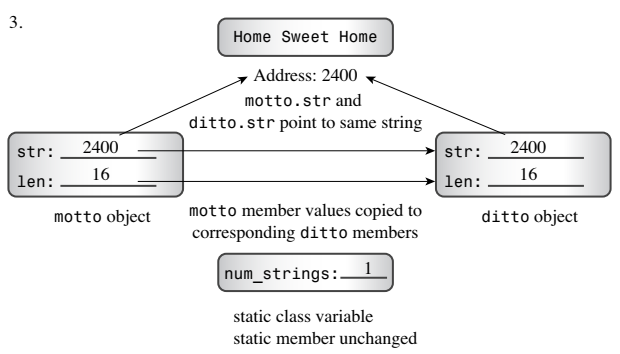 3.
Home Sweet Home
Address: 2400
motto.str and
ditto.str point to same string
str: 2400
len: 16
motto object
str: 2400
len: 16
ditto object
motto member values copied to
corresponding ditto members
num_strings: 1
static class variable
static member unchanged